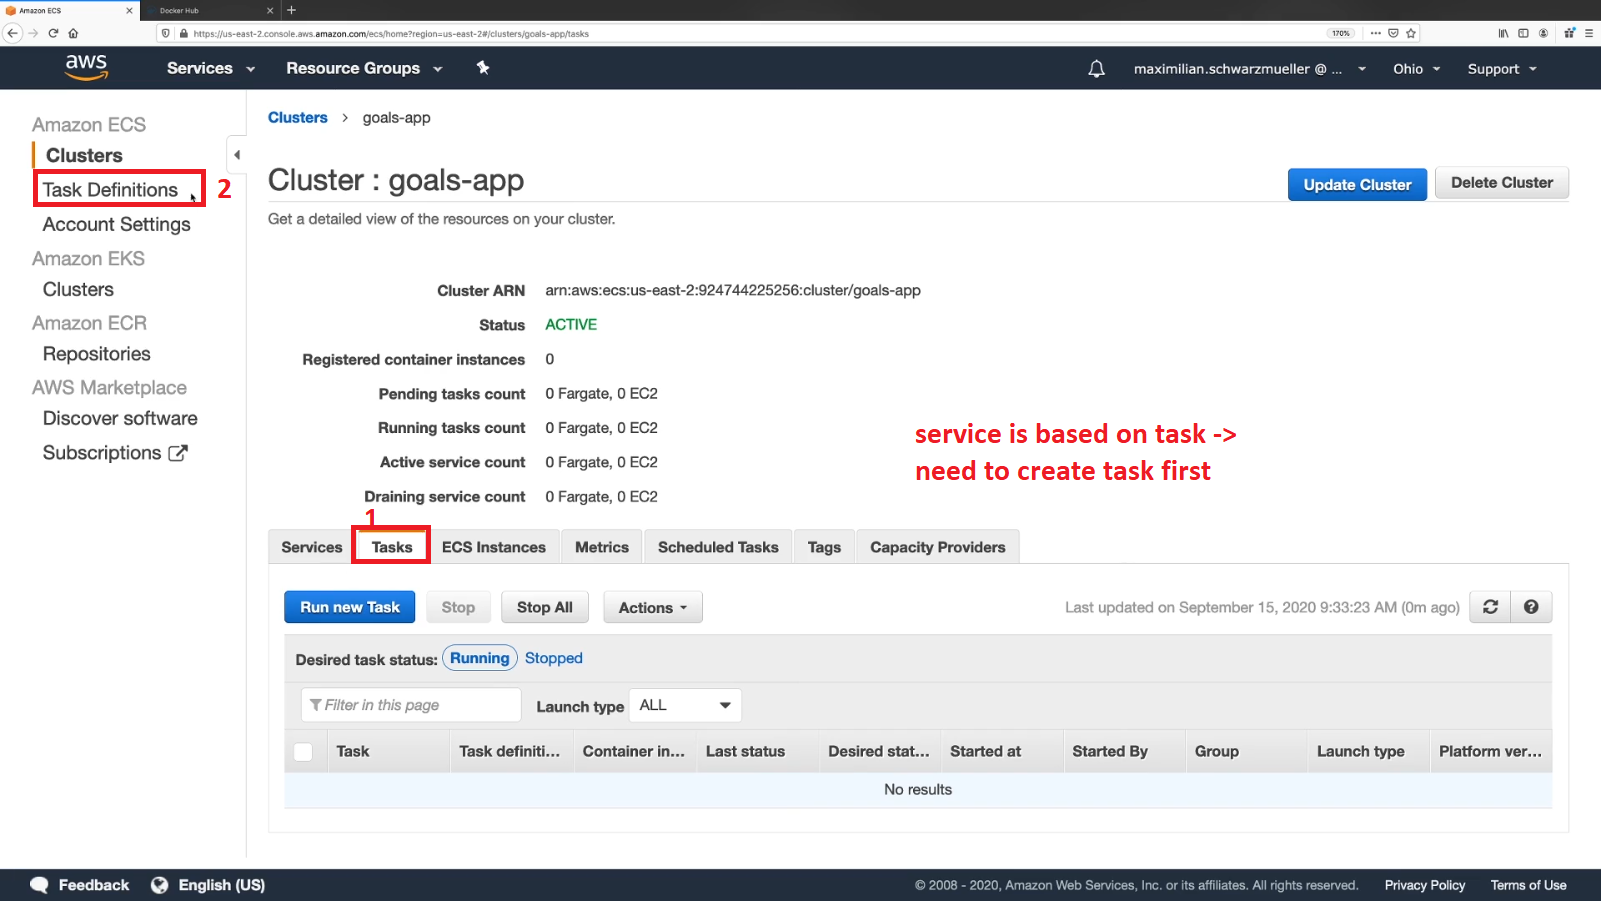 Amazon ECS
Docker Hub
https://us-east-2.console.aws.amazon.com/ecs/home?region=us-east-2#/clusters/goals-app/tasks
170%
aws
Services
Resource Groups
maximilian.schwarzmueller @ ...
Ohio
Support
Amazon ECS
Clusters
Task Definitions
2
Account Settings
Amazon EKS
Clusters
Amazon ECR
Repositories
AWS Marketplace
Discover software
Subscriptions
Clusters > goals-app
Cluster : goals-app
Update Cluster
Delete Cluster
Get a detailed view of the resources on your cluster.
Cluster ARN arn:aws:ecs:us-east-2:924744225256:cluster/goals-app
Status ACTIVE
Registered container instances 0
Pending tasks count 0 Fargate, 0 EC2
Running tasks count 0 Fargate, 0 EC2
Active service count 0 Fargate, 0 EC2
Draining service count 0 Fargate, 0 EC2
service is based on task ->
need to create task first
1
Services Tasks ECS Instances Metrics Scheduled Tasks Tags Capacity Providers
Run new Task Stop Stop All Actions
Last updated on September 15, 2020 9:33:23 AM (0m ago)
Desired task status: Running Stopped
Filter in this page Launch type ALL
Task Task definiti... Container in... Last status Desired stat... Started at Started By Group Launch type Platform ver...
No results
Feedback English (US)
© 2008 - 2020, Amazon Web Services, Inc. or its affiliates. All rights reserved. Privacy Policy Terms of Use